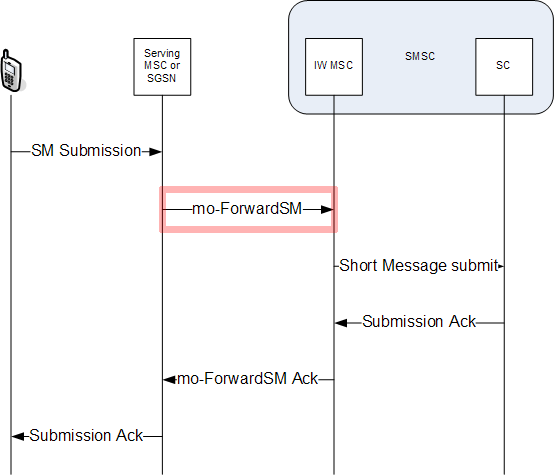 Serving
MSC or
SGSN
IW MSC
SMSC
SC
SM Submission
mo-ForwardSM
Short Message submit
Submission Ack
mo-ForwardSM Ack
Submission Ack